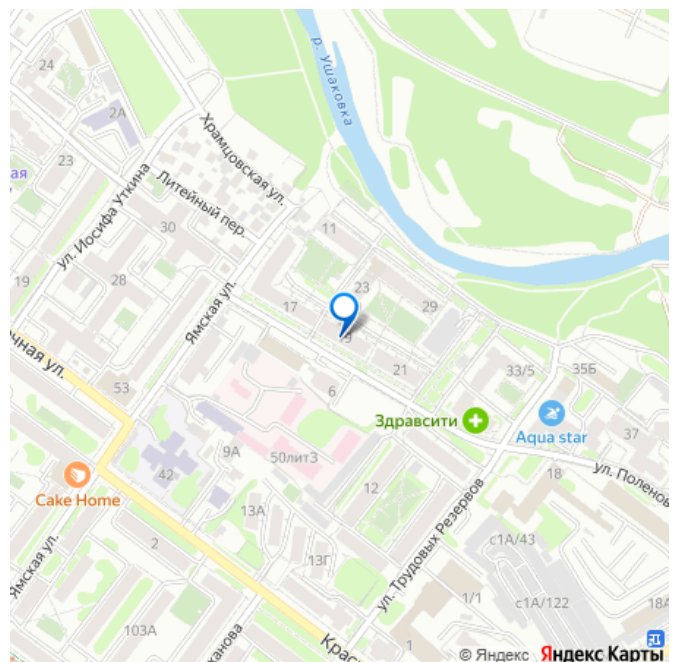 24
р. Ушаковка
2А
Храмцовская ул.
23
ая
ул. Иосифа Уткина
Литейный пер.
30
11
19
28
Ямская ул.
17
23
29
чная ул.
53
21
33/5
35Б
6
Здравсити
Aqua star
37
9А
50литЗ
42
Cake Home
12
18
ул. Поленов
13А
ул. Трудовых Резервов
с1А/43
2
Ямская ул.
13Г
1/1
с1А/122
18А
103А
ханова
1
Крас
© Яндекс Яндекс Карты